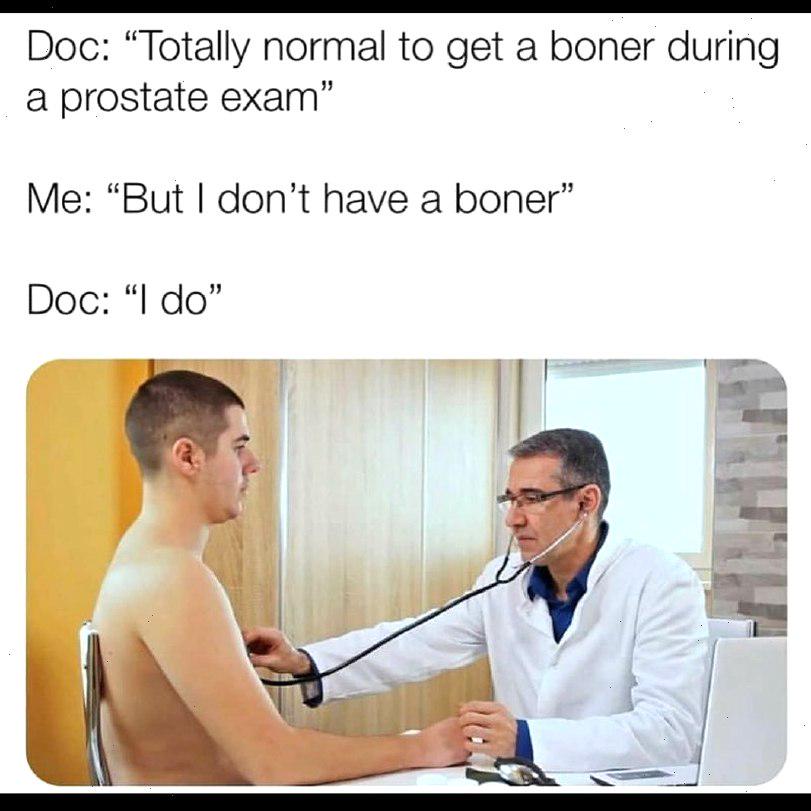 Doc: “Totally normal to get a boner during
a prostate exam”
Me: “But I don’t have a boner”
Doc: “I do”